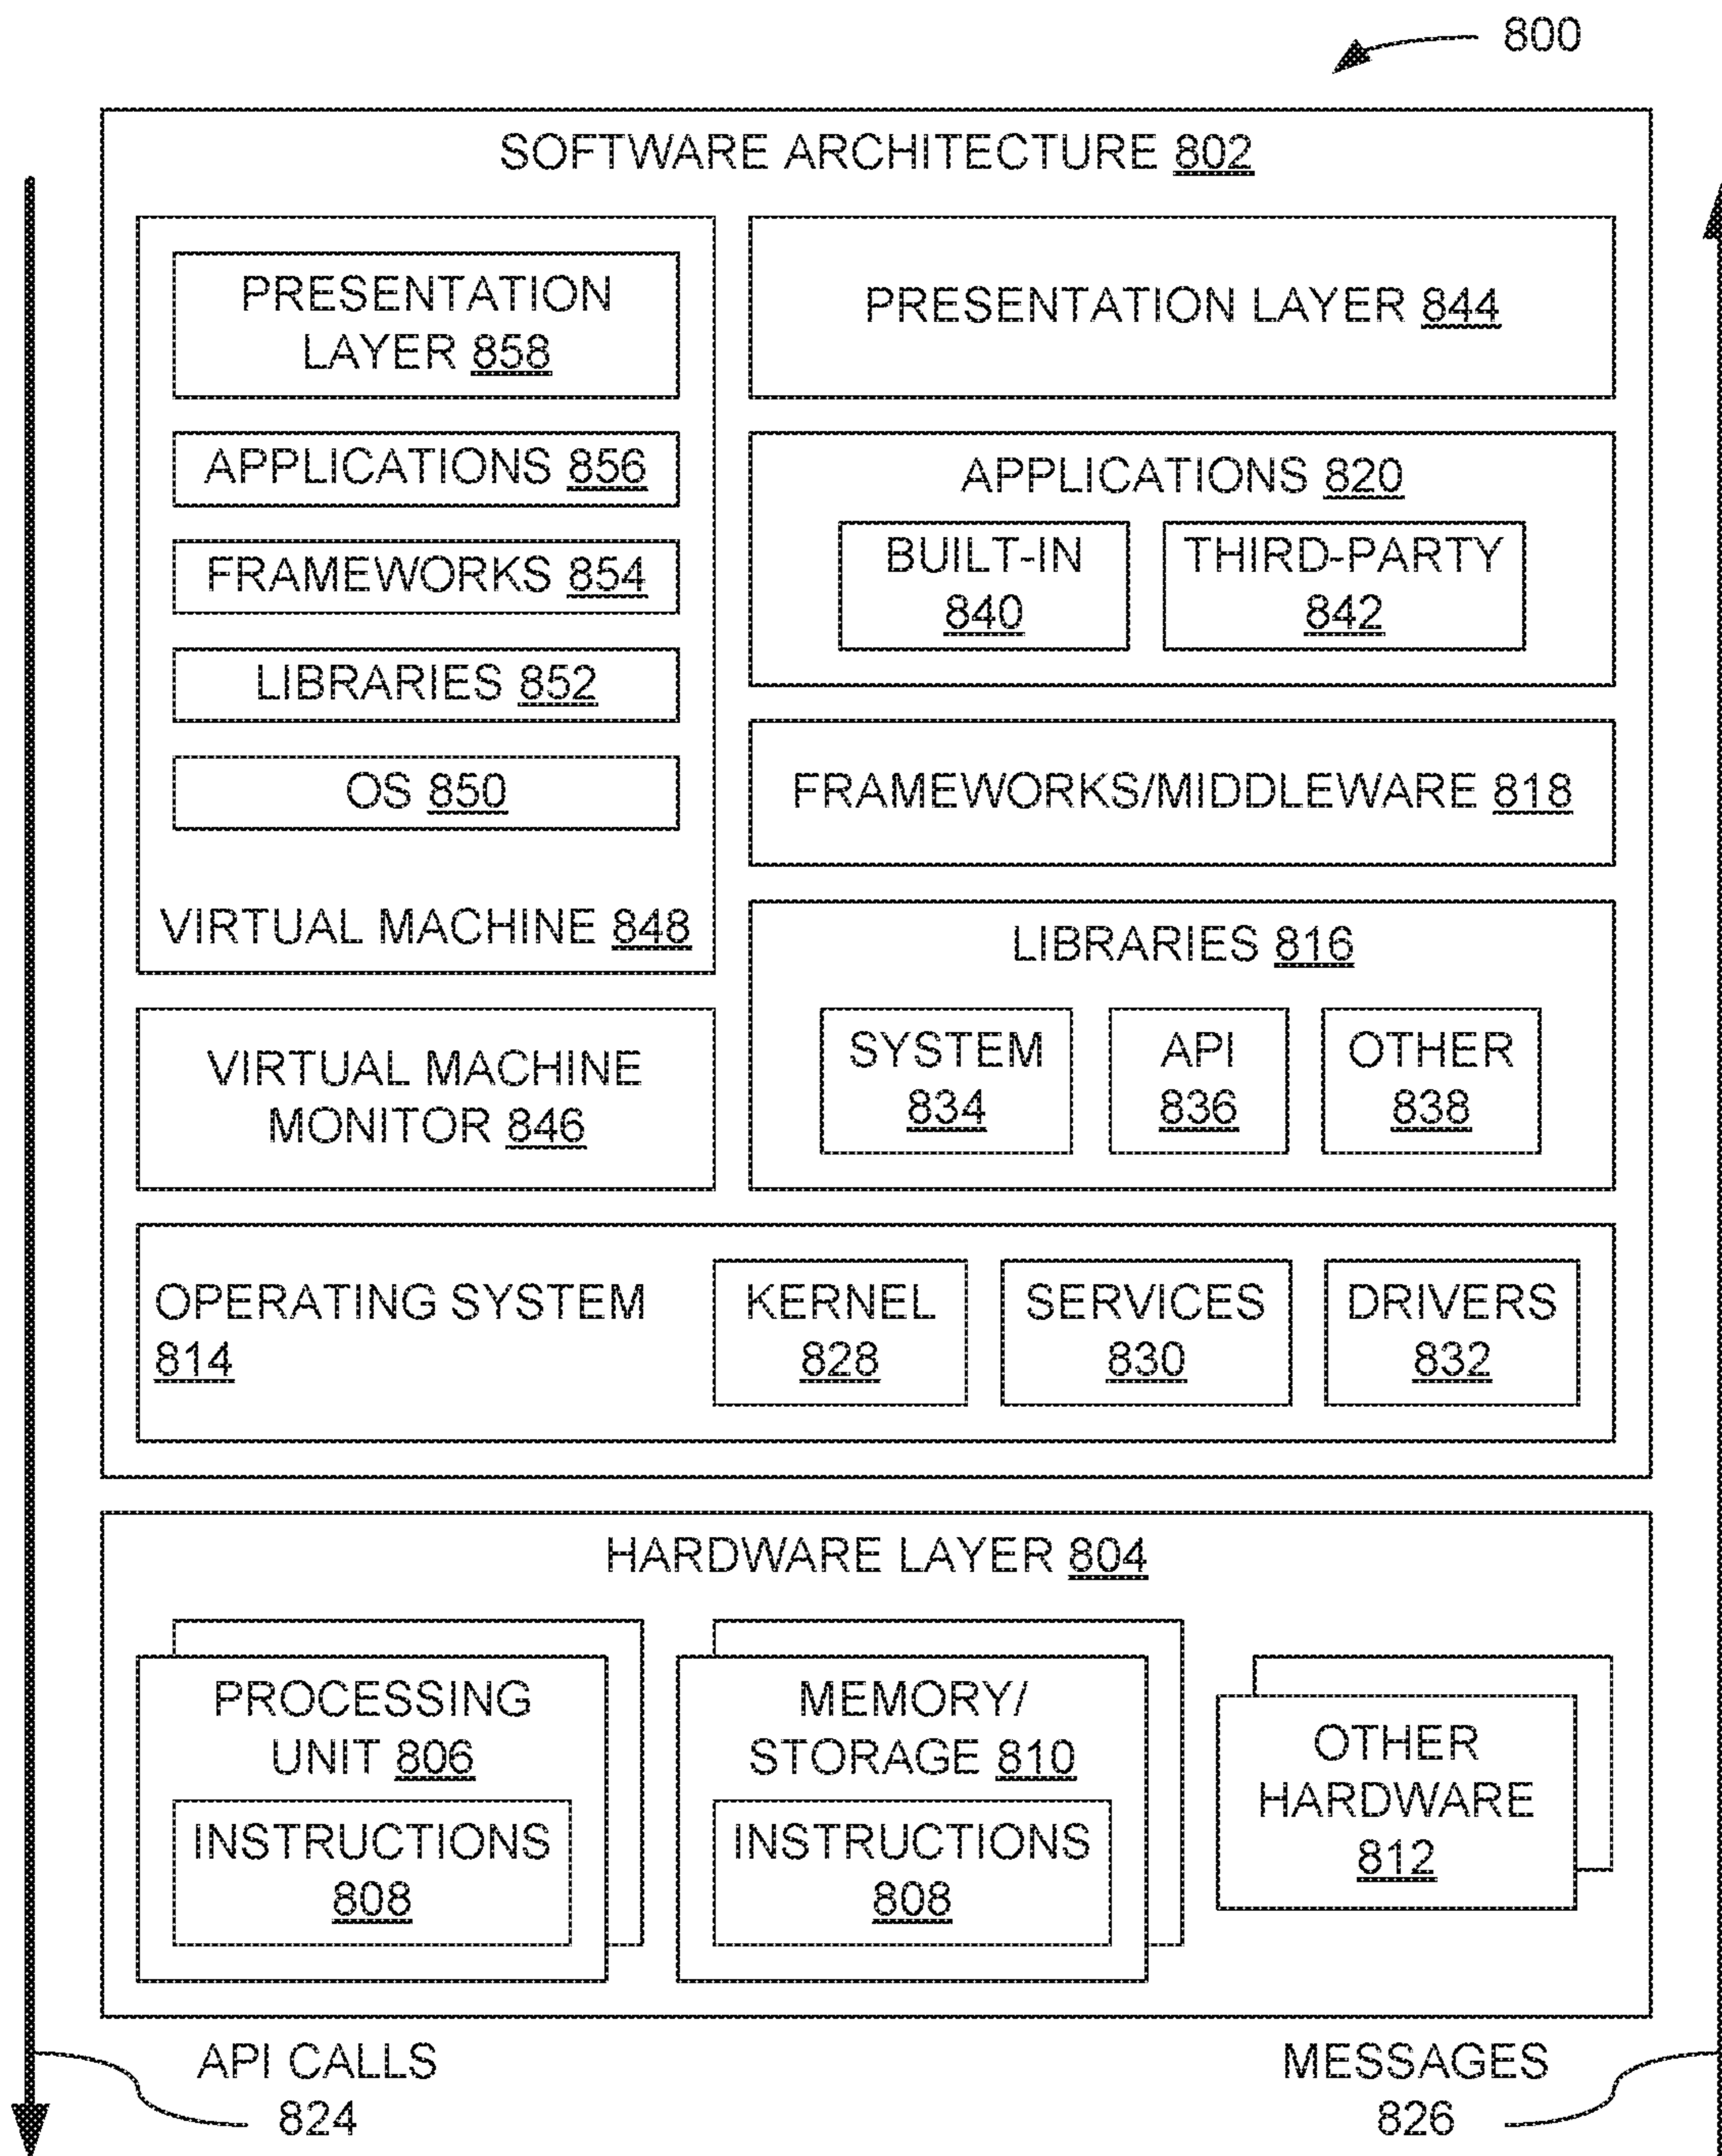 800
SOFTWARE ARCHITECTURE 802
PRESENTATION
LAYER 858
APPLICATIONS 856
FRAMEWORKS 854
LIBRARIES 852
OS 850
VIRTUAL MACHINE 848
VIRTUAL MACHINE
MONITOR 846
PRESENTATION LAYER 844
APPLICATIONS 820
BUILT-IN
840
THIRD-PARTY
842
FRAMEWORKS/MIDDLEWARE 818
LIBRARIES 816
SYSTEM
834
API
836
OTHER
838
OPERATING SYSTEM
814
KERNEL
828
SERVICES
830
DRIVERS
832
HARDWARE LAYER 804
PROCESSING
UNIT 806
INSTRUCTIONS
808
MEMORY/
STORAGE 810
INSTRUCTIONS
808
OTHER
HARDWARE
812
API CALLS
824
MESSAGES
826